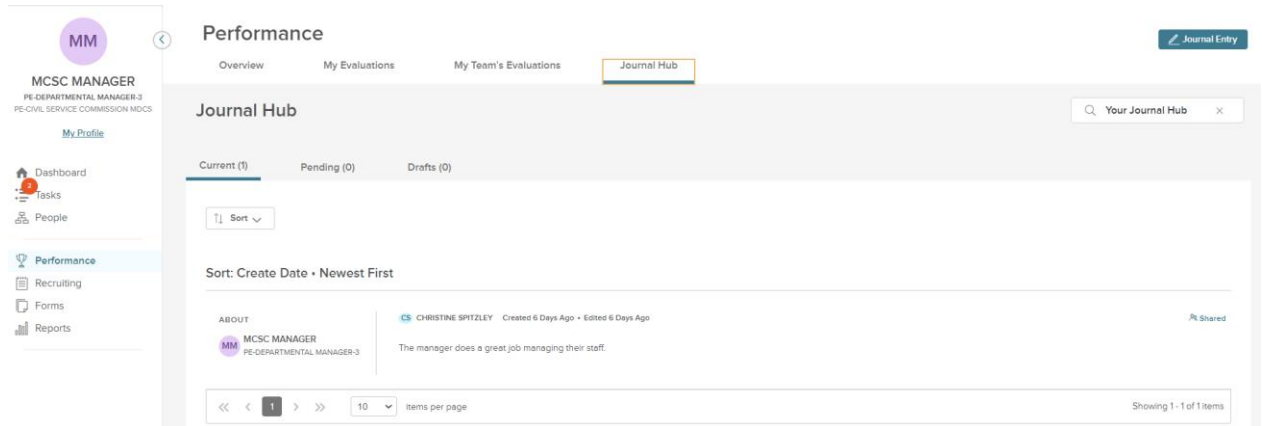 MM
MCSC MANAGER
PE-DEPARTMENTAL MANAGER-3
PE-CIVIL SERVICE COMMISSION MDCS
My Profile
Dashboard
3
Tasks
People
Performance
Recruiting
Forms
Reports
Performance
Journal Entry
Overview My Evaluations My Team's Evaluations Journal Hub
Journal Hub
Your Journal Hub
Current (1) Pending (0) Drafts (0)
Sort
Sort: Create Date • Newest First
ABOUT
MM MCSC MANAGER
PE-DEPARTMENTAL MANAGER-3
CS CHRISTINE SPITZLEY Created 6 Days Ago • Edited 6 Days Ago
Shared
The manager does a great job managing their staff.
1 10 Items per page Showing 1 - 1 of 1 items